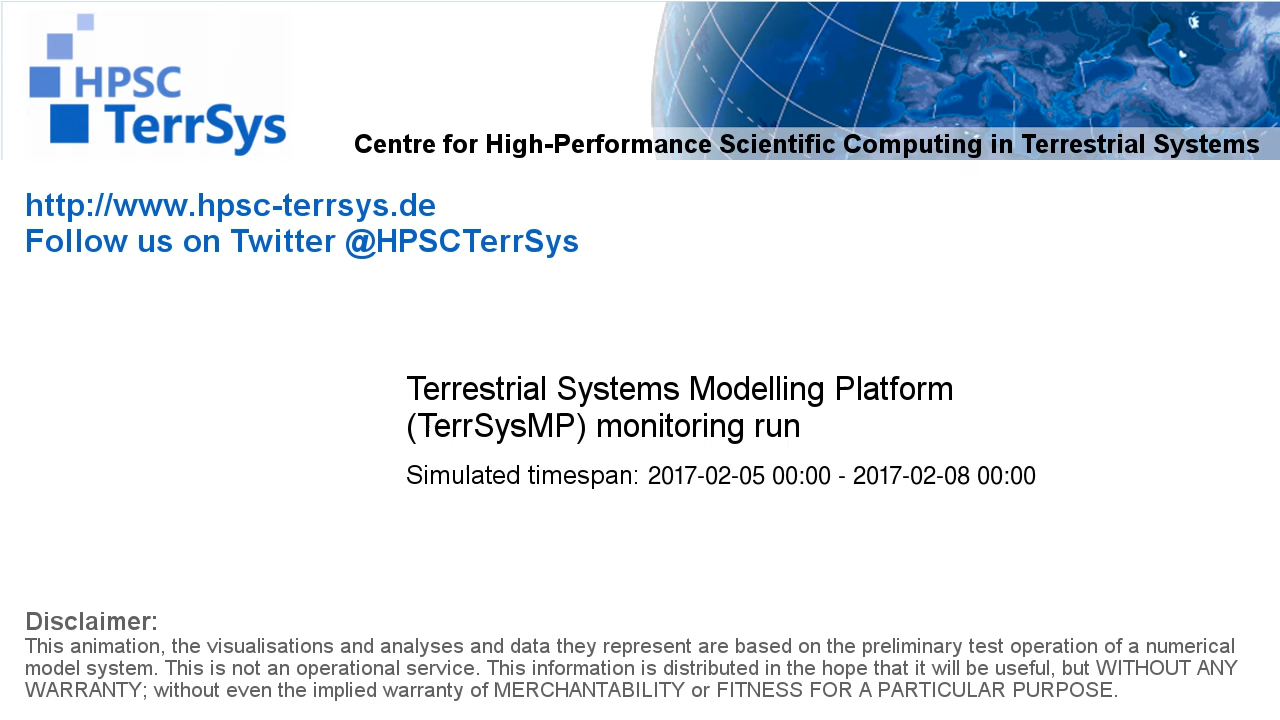 HPSC
TerrSys
Centre for High-Performance Scientific Computing in Terrestrial Systems
http://www.hpsc-terrsys.de
Follow us on Twitter @HPSCTerrSys
Terrestrial Systems Modelling Platform
(TerrSysMP) monitoring run
Simulated timespan: 2017-02-05 00:00 - 2017-02-08 00:00
Disclaimer:
This animation, the visualisations and analyses and data they represent are based on the preliminary test operation of a numerical
model system. This is not an operational service. This information is distributed in the hope that it will be useful, but WITHOUT ANY
WARRANTY; without even the implied warranty of MERCHANTABILITY or FITNESS FOR A PARTICULAR PURPOSE.